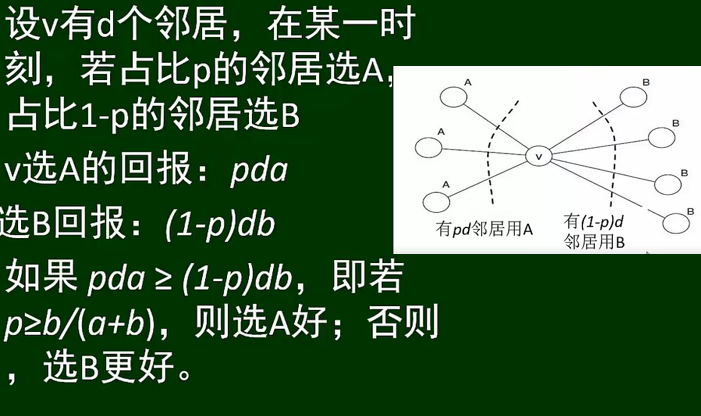 设v有d个邻居，在某一时
刻，若占比p的邻居选A，
占比1-p的邻居选B
v选A的回报：pda
选B回报：(1-p)db
如果 pda ≥ (1-p)db，即若
p≥b/(a+b)，则选A好；否则
，选B更好。
A
B
A
B
v
A
B
B
有pd邻居用A
有(1-p)d
邻居用B